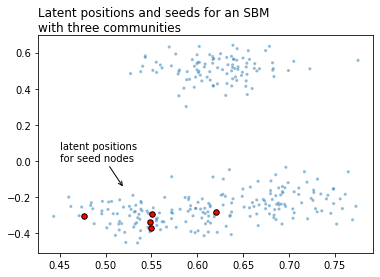 Latent positions and seeds for an SBM
with three communities
0.6
0.4
0.2
latent positions
for seed nodes
0.0
−0.2
−0.4
0.45 0.50 0.55 0.60 0.65 0.70 0.75